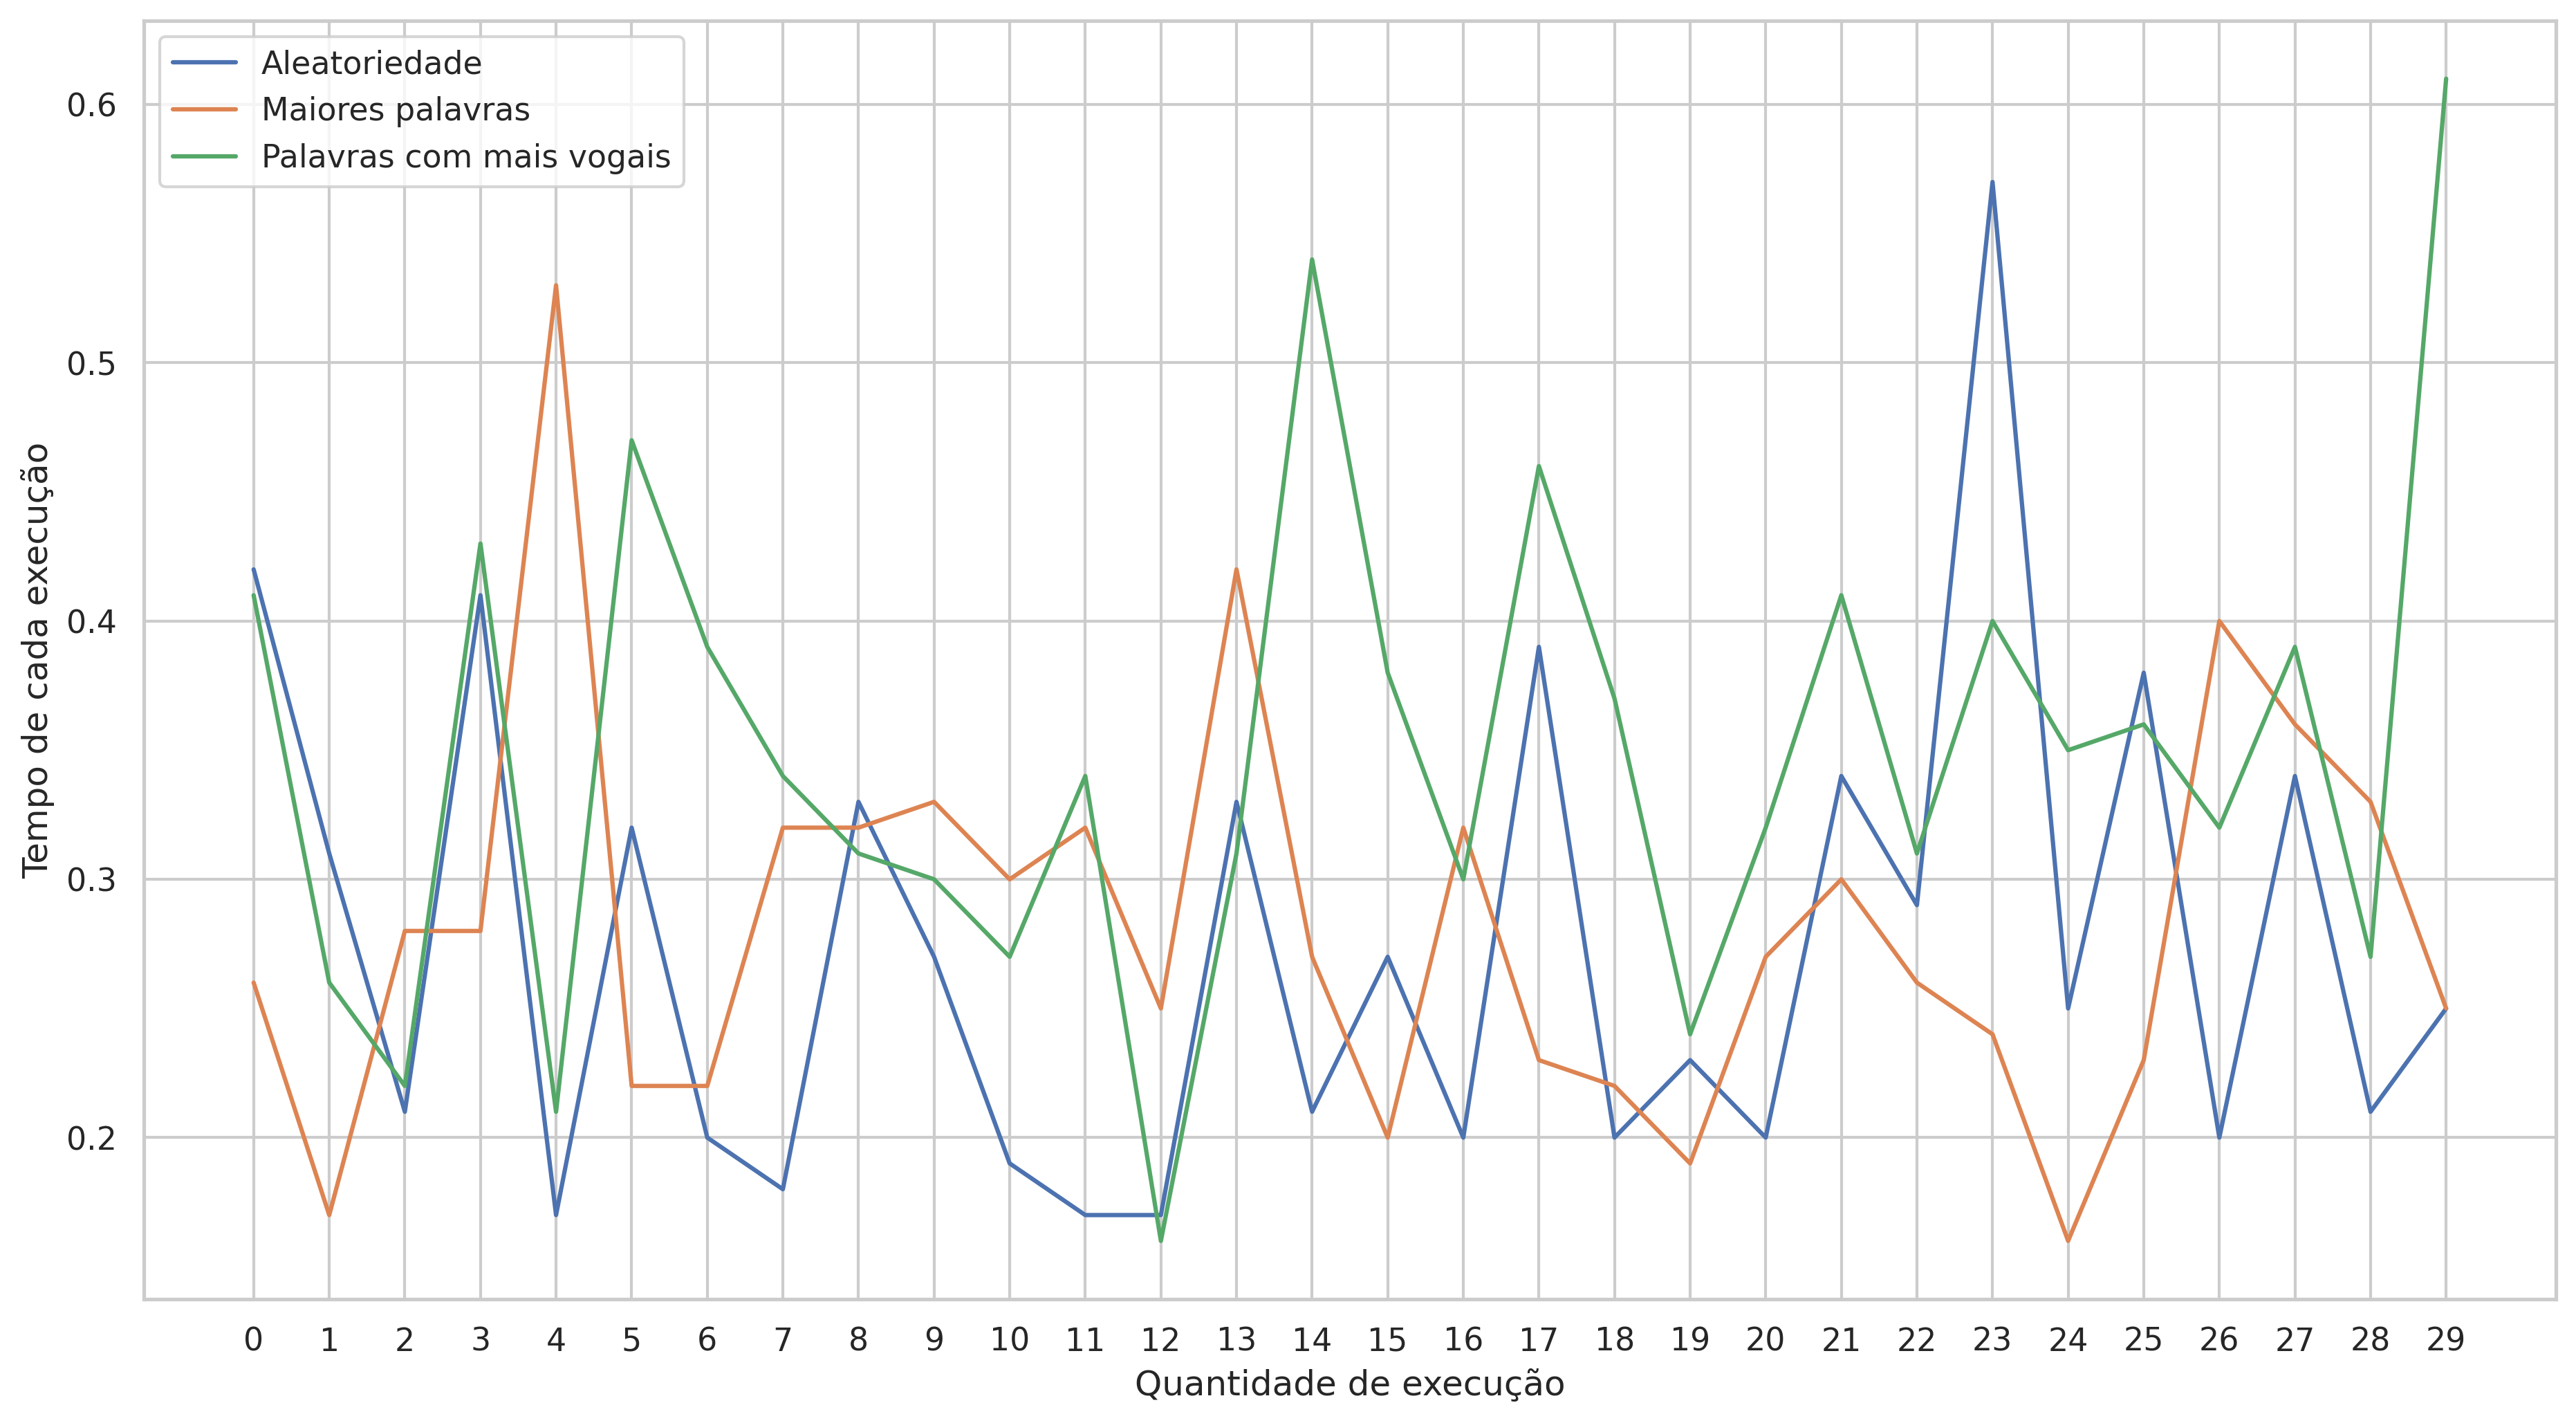 Aleatoriedade
Maiores palavras
Palavras com mais vogais
0.6
0.5
0.4
0.3
0.2
Tempo de cada execução
0 1 2 3 4 5 6 7 8 9 10 11 12 13 14 15 16 17 18 19 20 21 22 23 24 25 26 27 28 29
Quantidade de execução